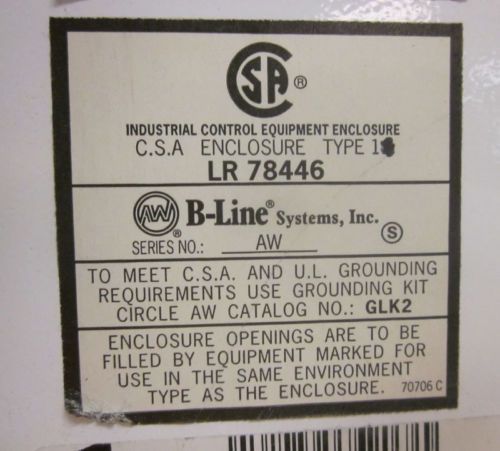 CSA ®
INDUSTRIAL CONTROL EQUIPMENT ENCLOSURE
C.S.A ENCLOSURE TYPE
LR 78446
AW ® B-Line® Systems, Inc. S
SERIES NO.: AW
TO MEET C.S.A. AND U.L. GROUNDING
REQUIREMENTS USE GROUNDING KIT
CIRCLE AW CATALOG NO.: GLK2
ENCLOSURE OPENINGS ARE TO BE
FILLED BY EQUIPMENT MARKED FOR
USE IN THE SAME ENVIRONMENT
TYPE AS THE ENCLOSURE. 70706 C